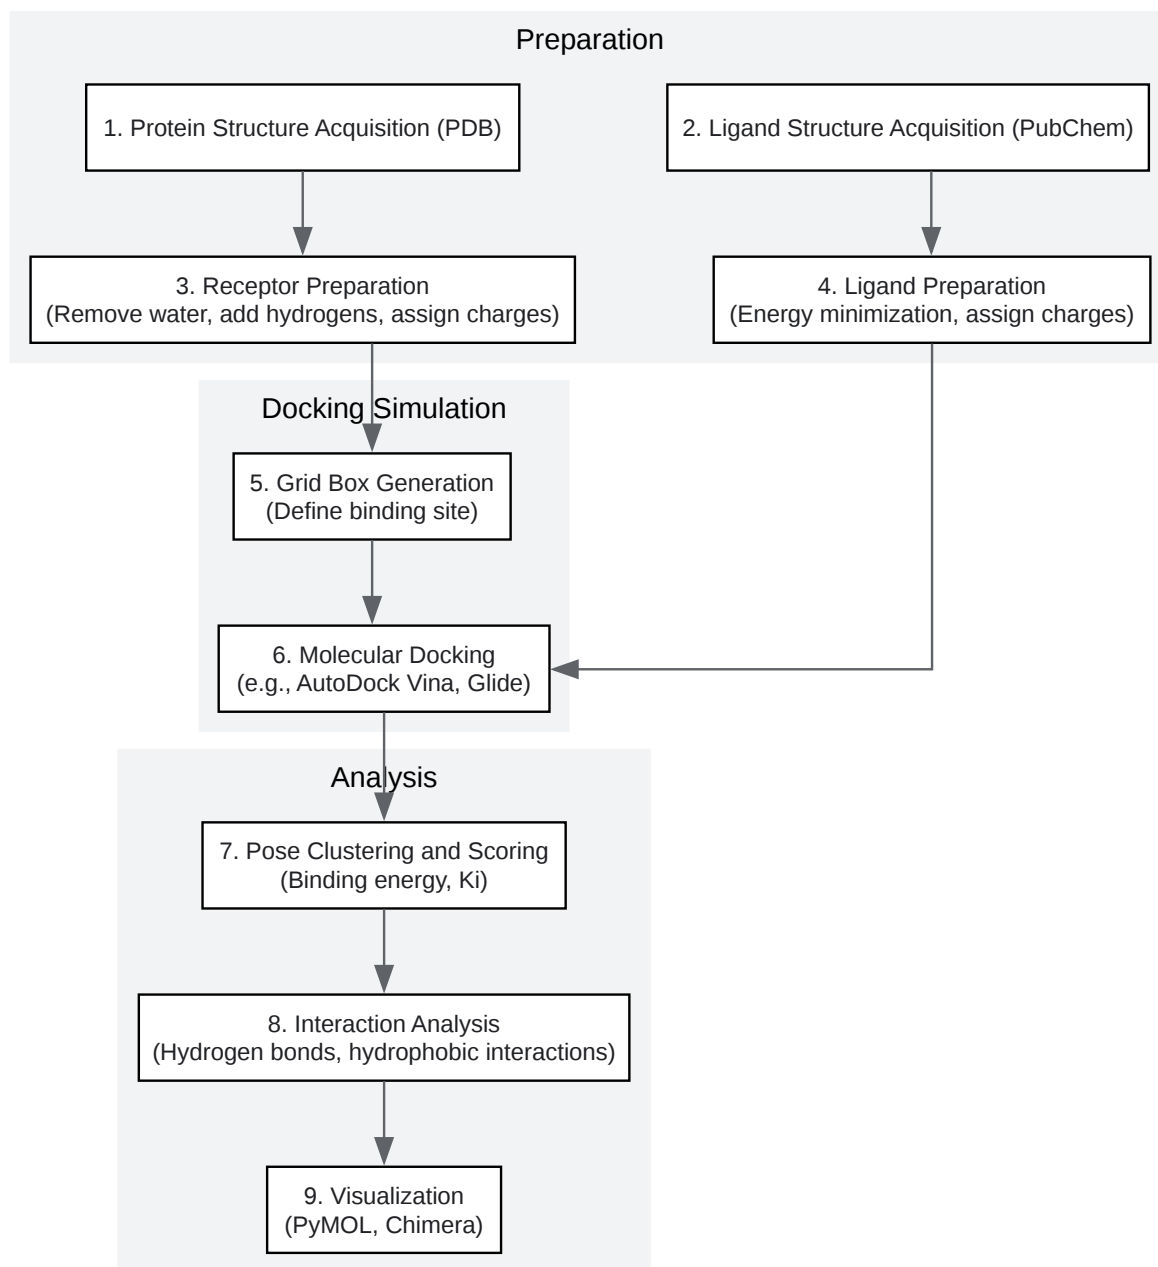 Preparation
1. Protein Structure Acquisition (PDB)
2. Ligand Structure Acquisition (PubChem)
3. Receptor Preparation
(Remove water, add hydrogens, assign charges)
4. Ligand Preparation
(Energy minimization, assign charges)
Docking Simulation
5. Grid Box Generation
(Define binding site)
6. Molecular Docking
(e.g., AutoDock Vina, Glide)
Analysis
7. Pose Clustering and Scoring
(Binding energy, Ki)
8. Interaction Analysis
(Hydrogen bonds, hydrophobic interactions)
9. Visualization
(PyMOL, Chimera)